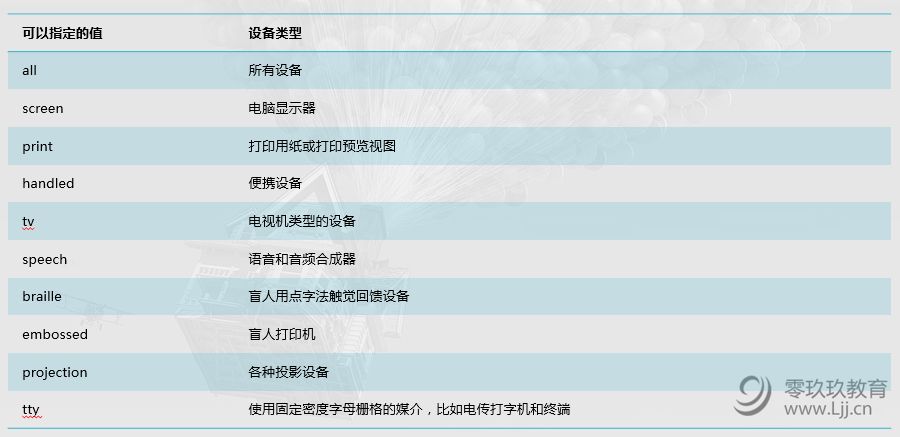 可以指定的值 设备类型
all 所有设备
screen 电脑显示器
print 打印用纸或打印预览视图
handled 便携设备
tv 电视机类型的设备
speech 语音和音频合成器
braille 盲人用点字法触觉回馈设备
embossed 盲人打印机
projection 各种投影设备
tty 使用固定密度字母栅格的媒介，比如电传打字机和终端
零玖玖教育
www.Ljj.cn